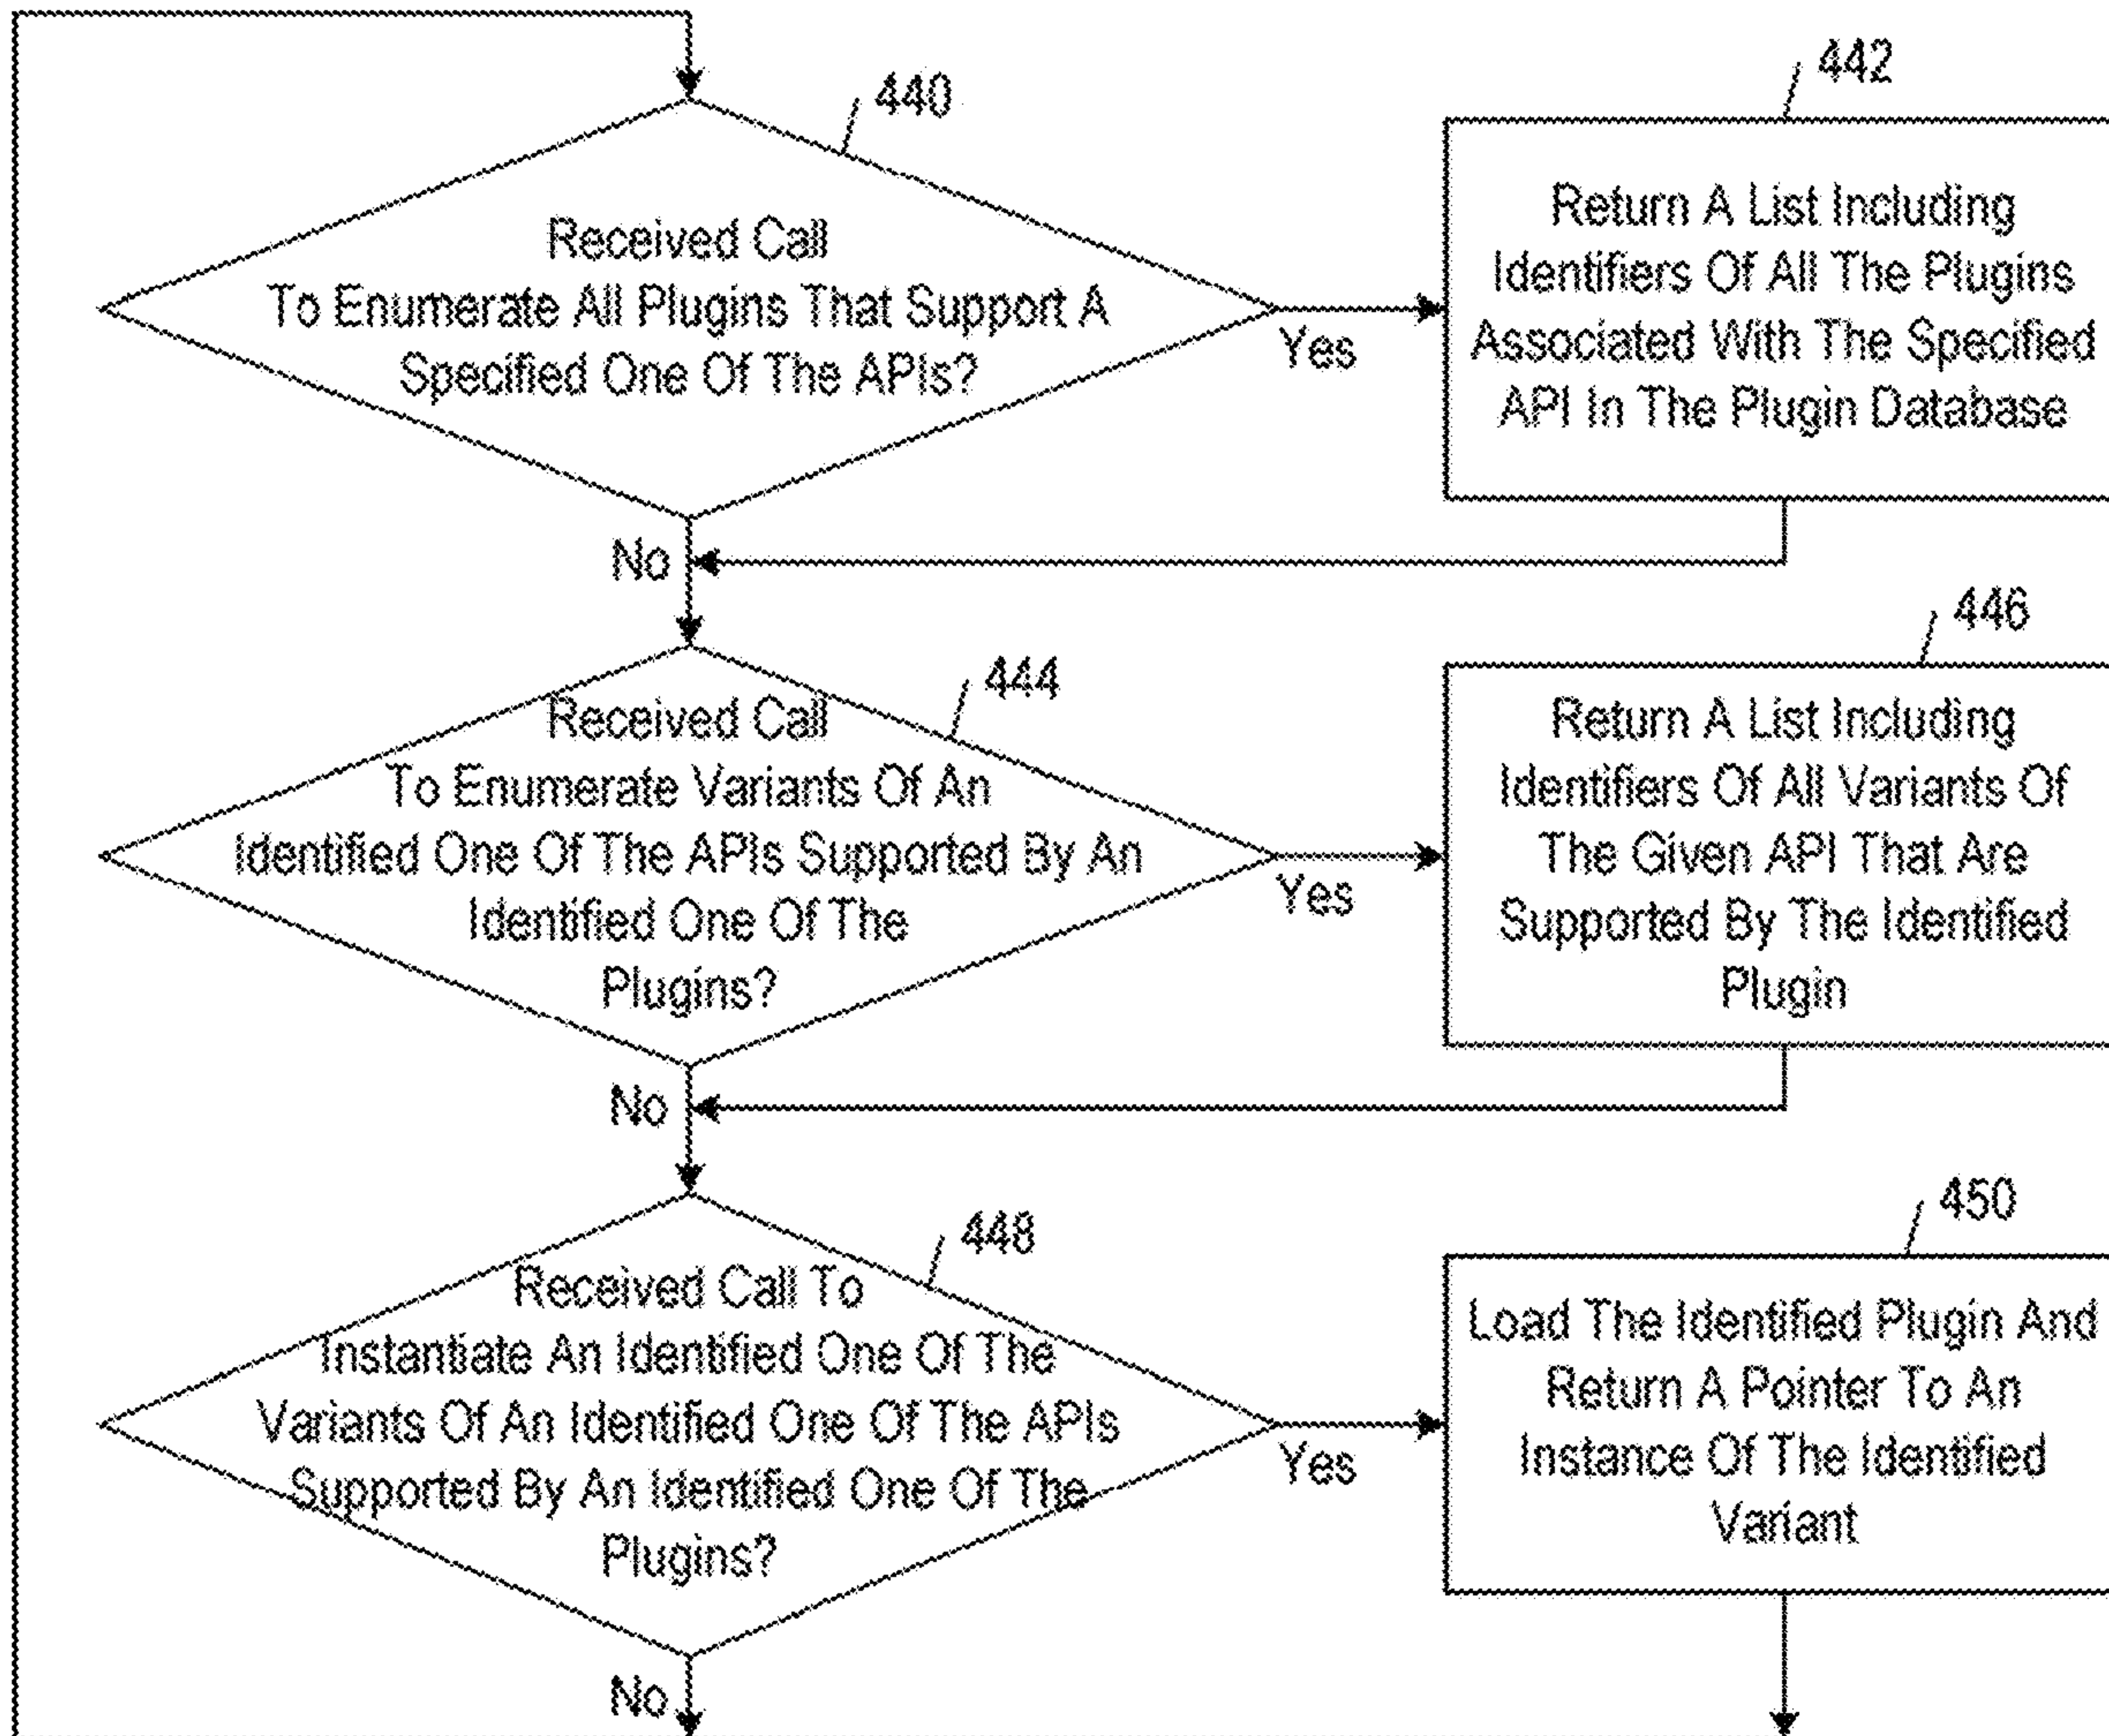 440
Received Call
To Enumerate All Plugins That Support A
Specified One Of The APIs?
Yes
No
442
Return A List Including
Identifiers Of All The Plugins
Associated With The Specified
API In The Plugin Database
444
Received Call
To Enumerate Variants Of An
Identified One Of The APIs Supported By An
Identified One Of The
Plugins?
Yes
No
446
Return A List Including
Identifiers Of All Variants Of
The Given API That Are
Supported By The Identified
Plugin
448
Received Call To
Instantiate An Identified One Of The
Variants Of An Identified One Of The APIs
Supported By An Identified One Of The
Plugins?
Yes
No
450
Load The Identified Plugin And
Return A Pointer To An
Instance Of The Identified
Variant